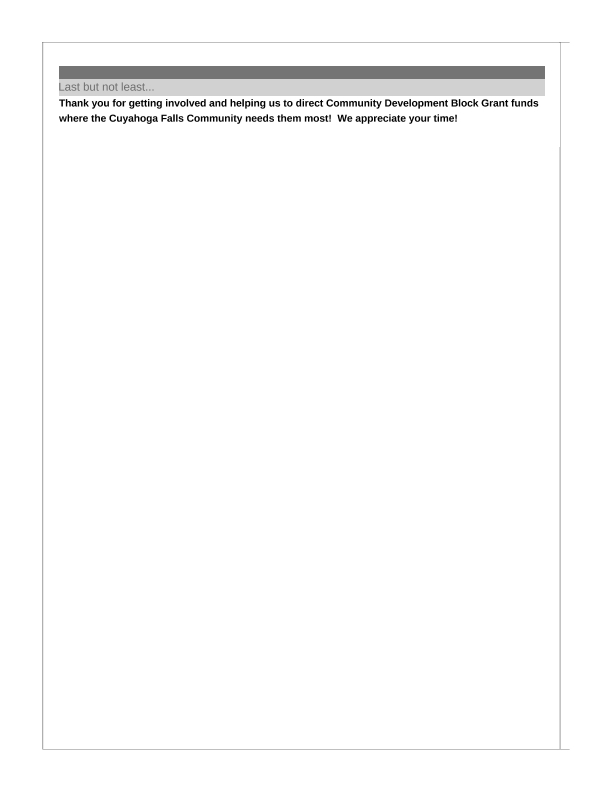 Last but not least...
Thank you for getting involved and helping us to direct Community Development Block Grant funds
where the Cuyahoga Falls Community needs them most!  We appreciate your time!